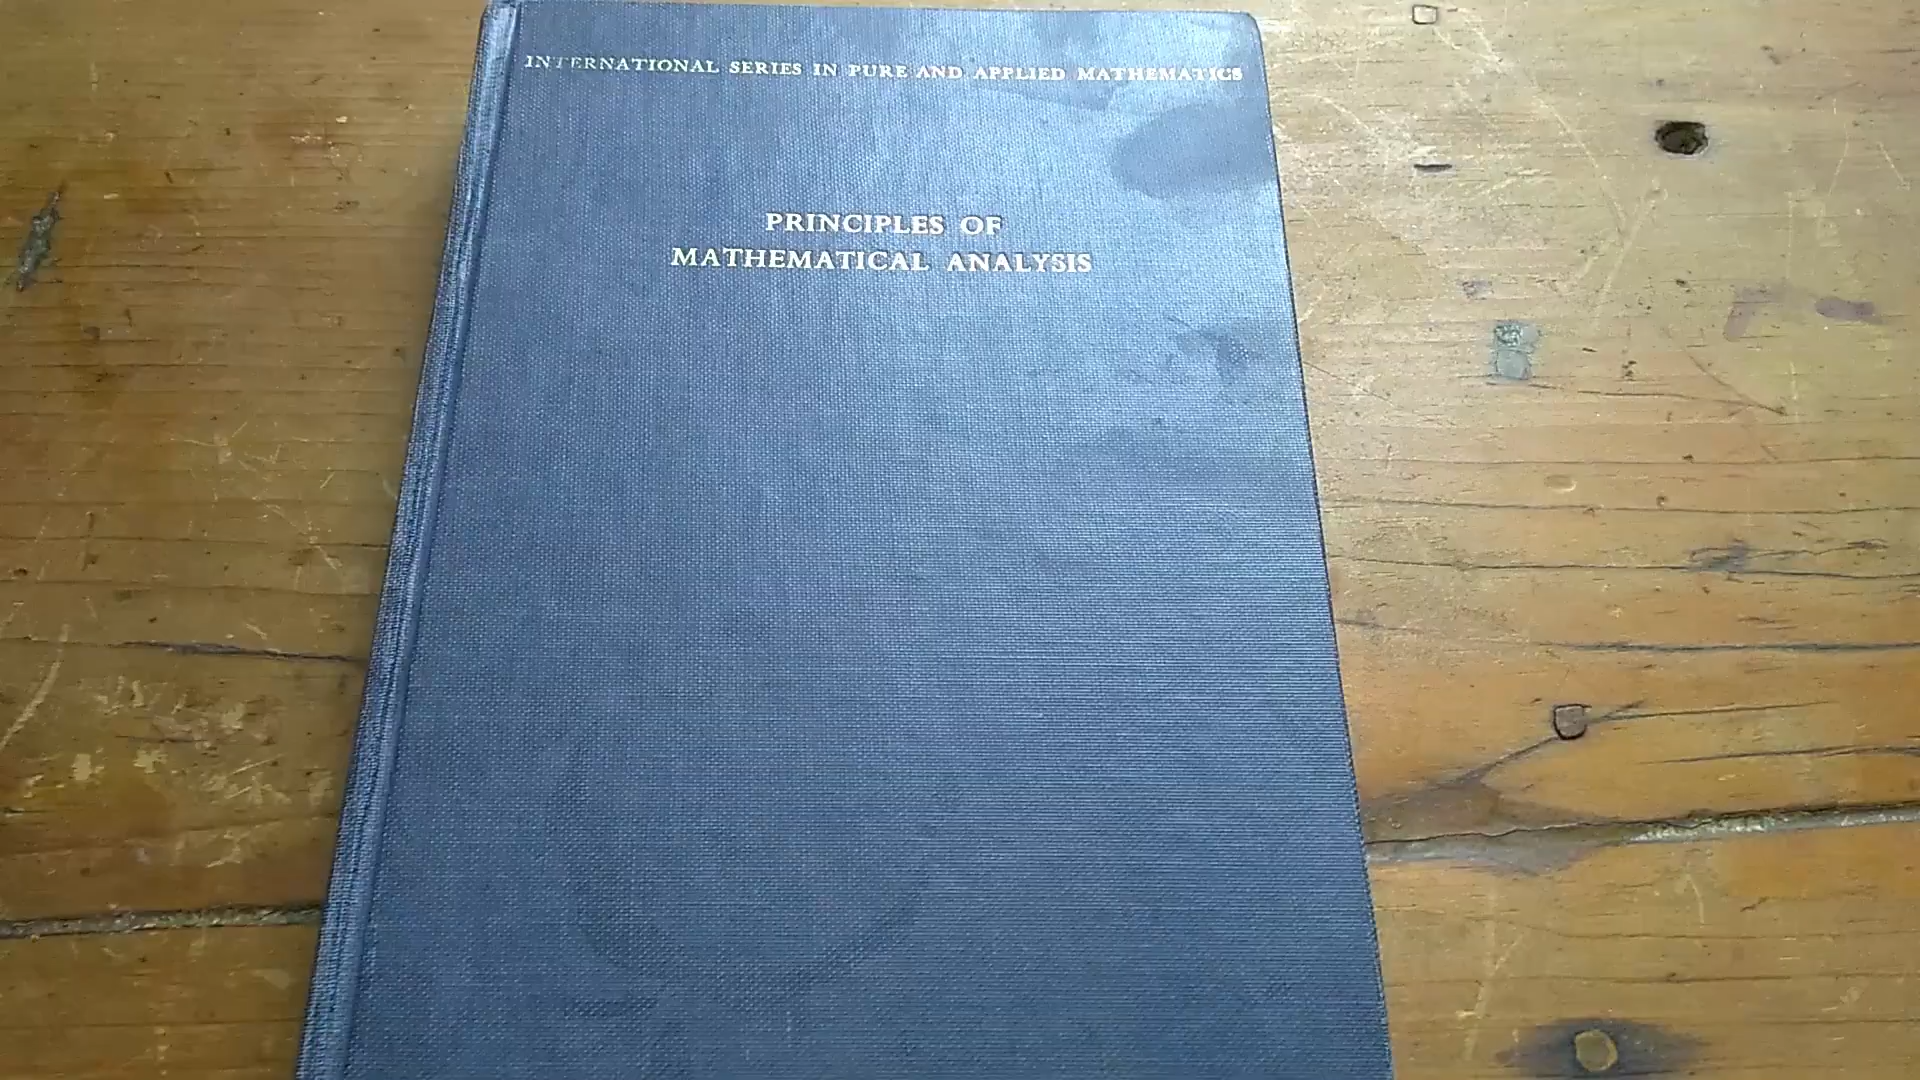 INTERNATIONAL SERIES IN PURE AND APPLIED MATHEMATICS
PRINCIPLES OF
MATHEMATICAL ANALYSIS